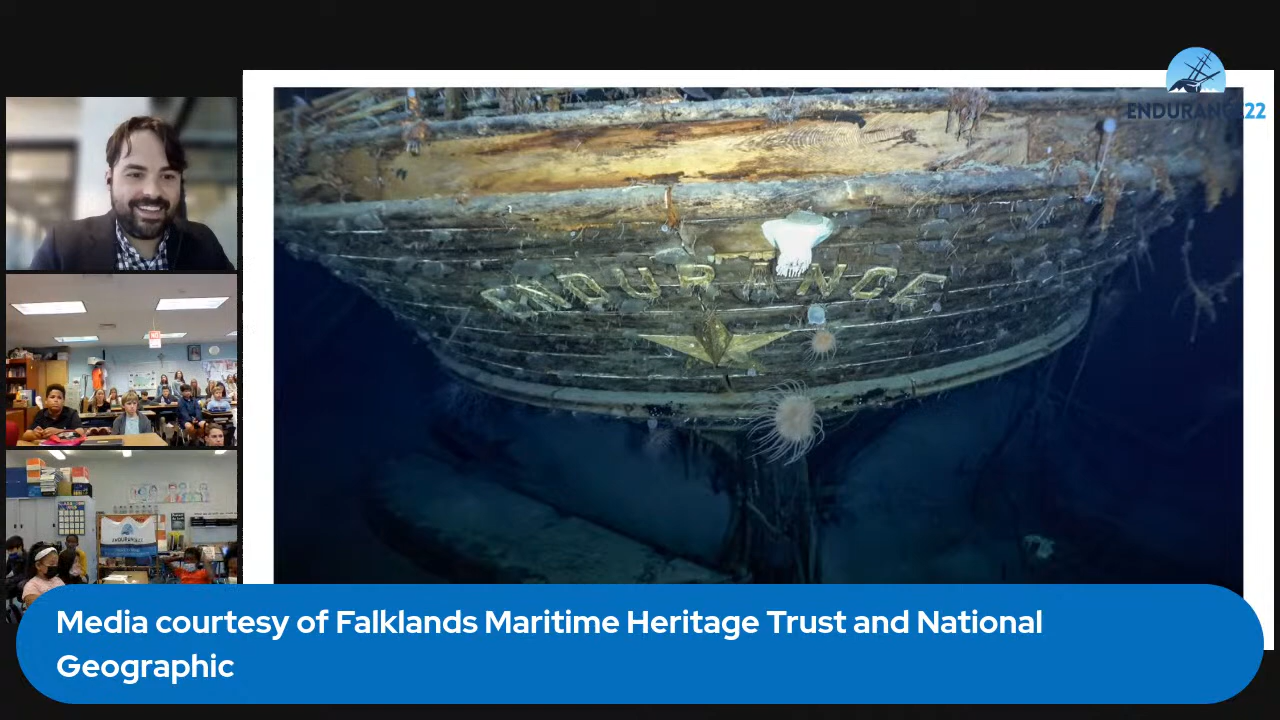 ENDURANCE22
ENDURANCE
Media courtesy of Falklands Maritime Heritage Trust and National
Geographic